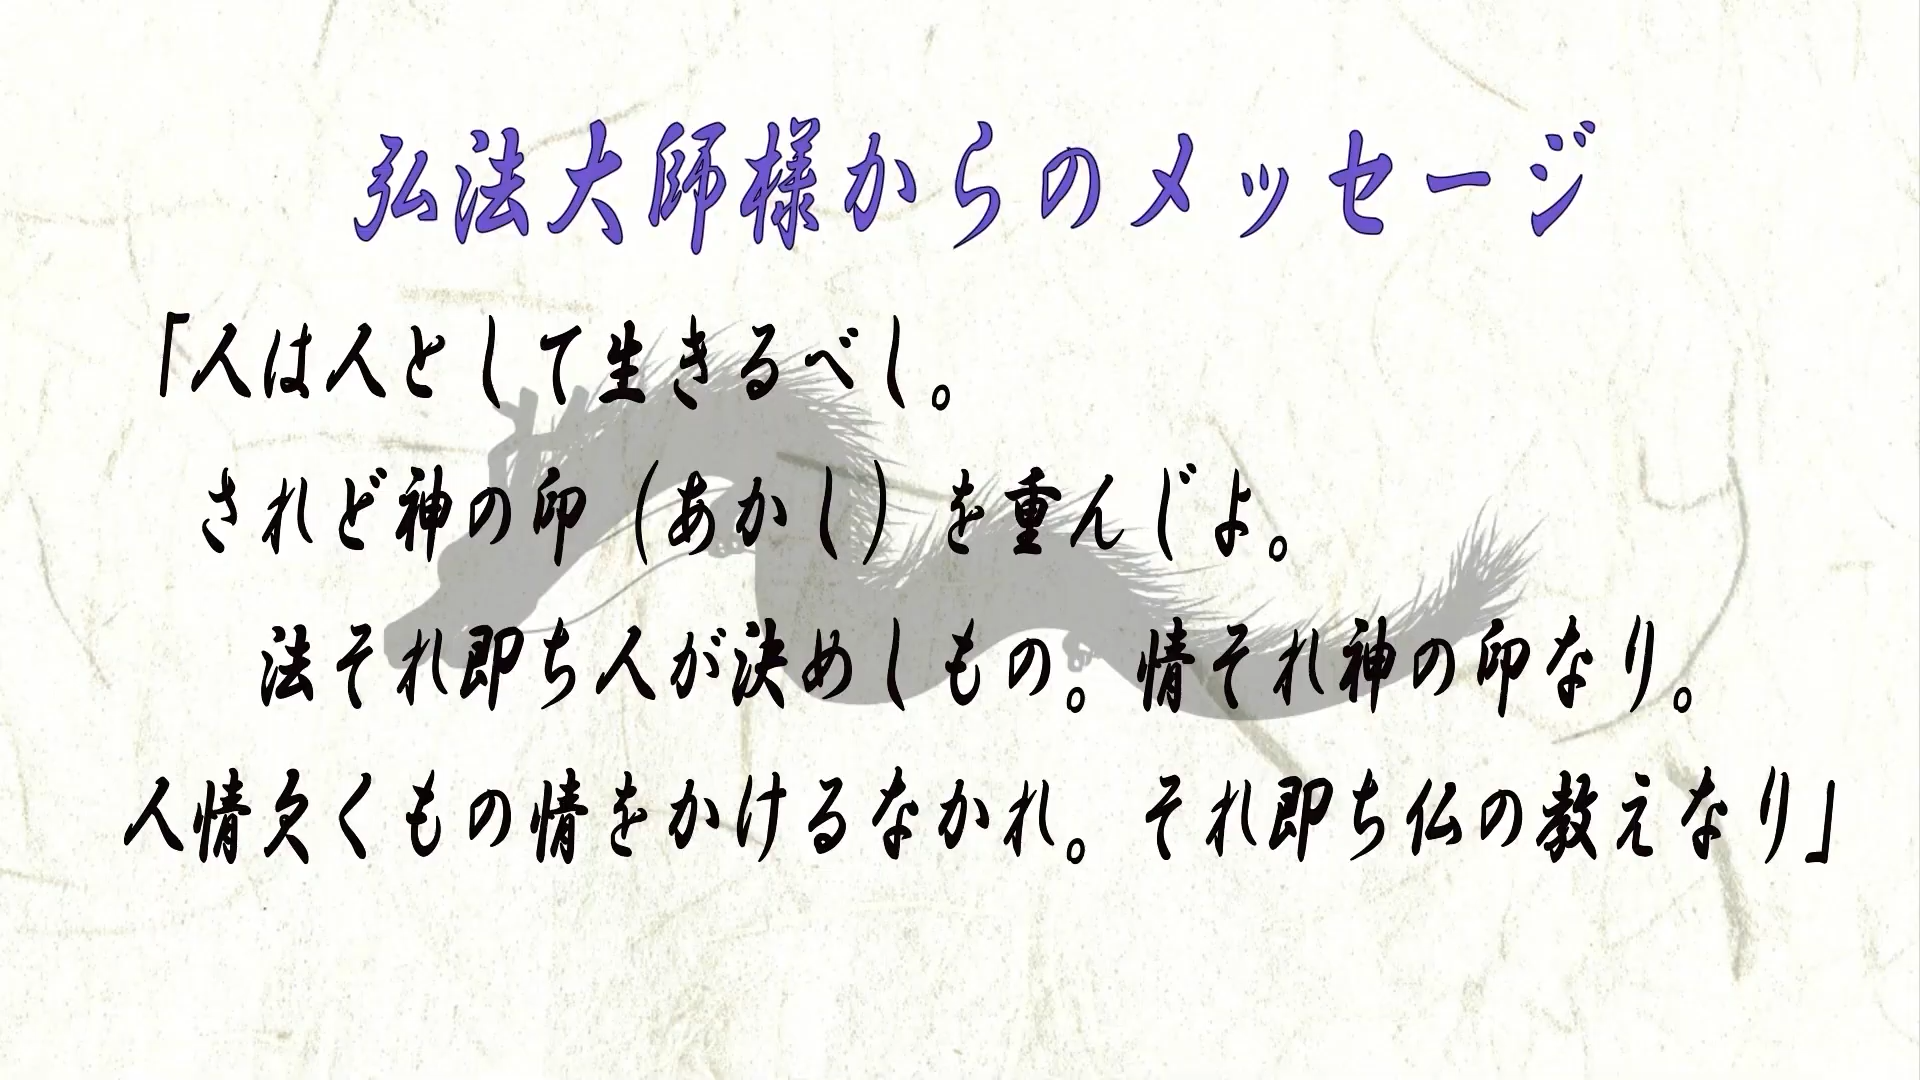 弘法大師様からのメッセージ
「人は人として生きるべし。
されど神の印（あかし）を重んじよ。
法それ即ち人が決めしもの。情それ神の印なり。
人情欠くもの情をかけるなかれ。それ即ち仏の教えなり」